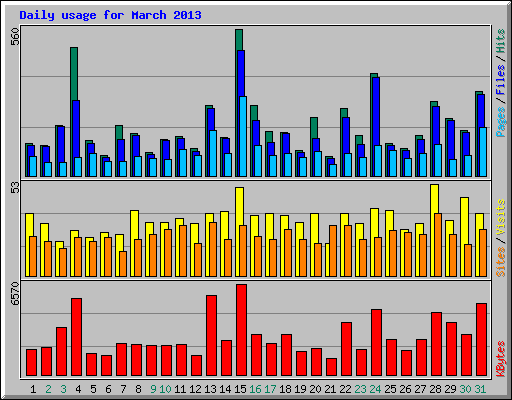 Daily usage for March 2013
560
Pages / Files / Hits
53
Sites / Visits
6570
KBytes
1 2 3 4 5 6 7 8 9 10 11 12 13 14 15 16 17 18 19 20 21 22 23 24 25 26 27 28 29 30 31